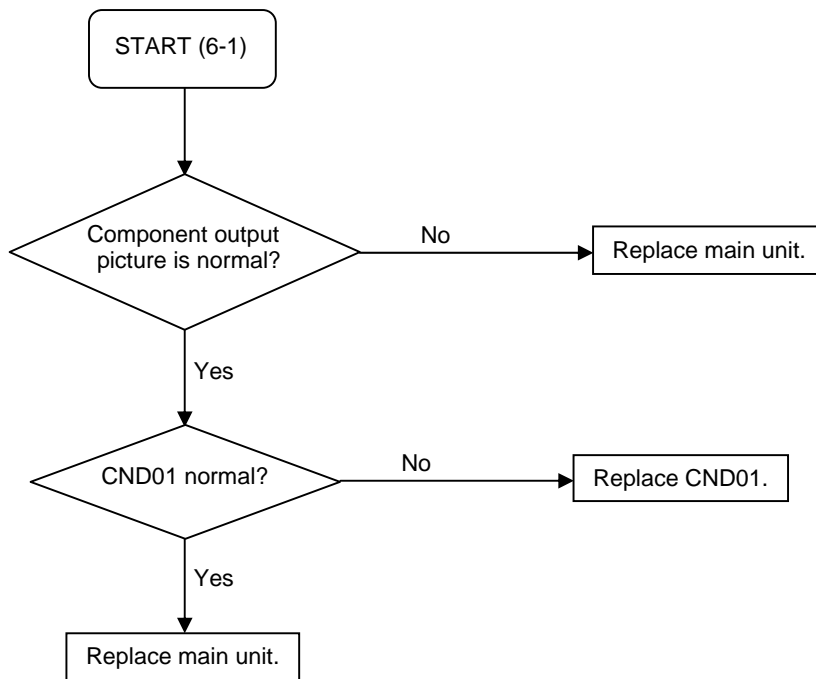 START (6-1)
Component output
picture is normal?
No
Replace main unit.
Yes
CND01 normal?
No
Replace CND01.
Yes
Replace main unit.